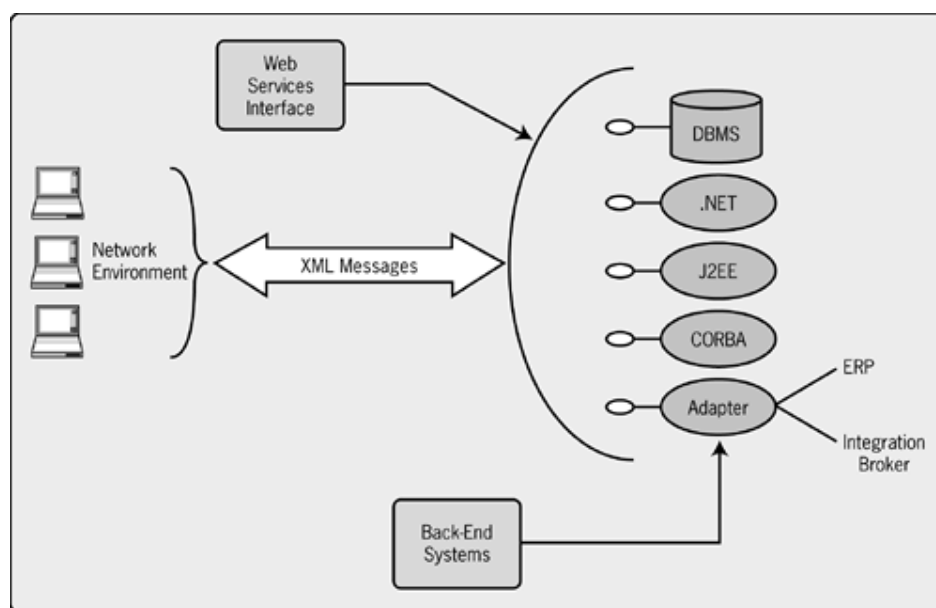 Web
Services
Interface
DBMS
.NET
Network
Environment
XML Messages
J2EE
CORBA
ERP
Adapter
Integration
Broker
Back-End
Systems